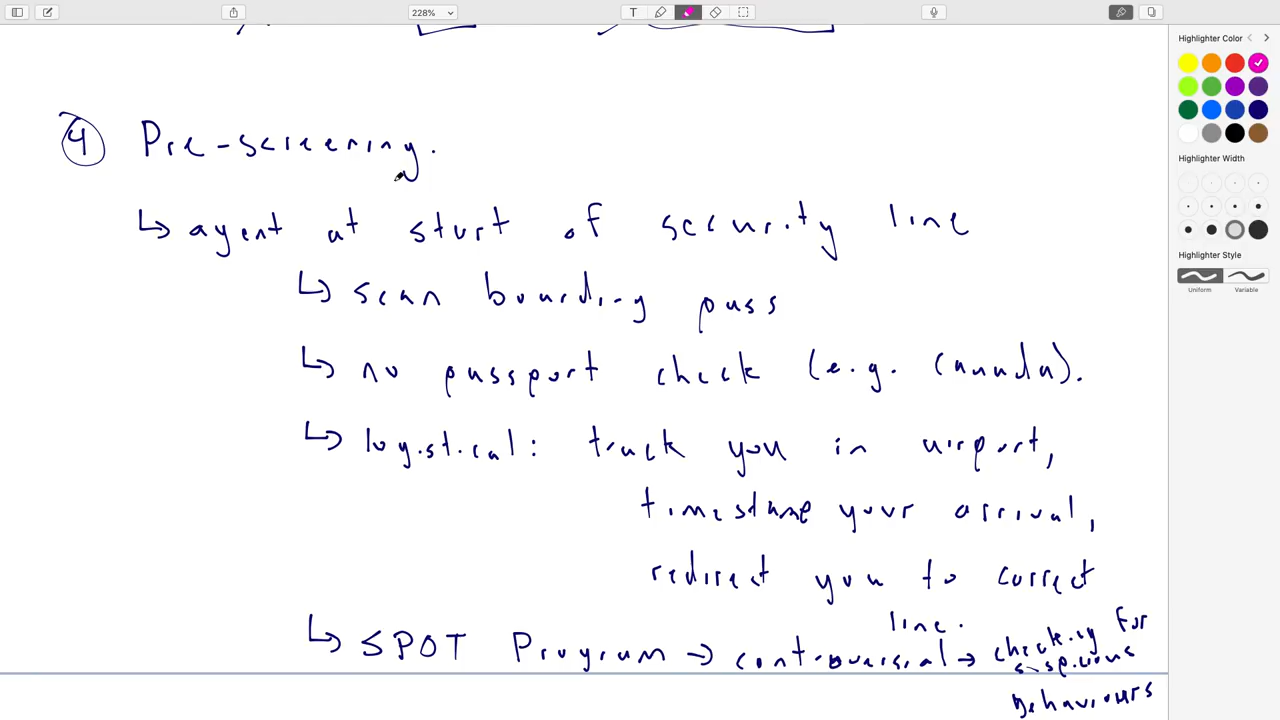 228%
T
Highlighter Color
4 Pre-screening.
↳ agent at start of security line
↳ scan boarding pass
↳ no passport check (e.g. Canada).
↳ logistical: track you in airport,
timestamp your arrival,
redirect you to correct
line.
↳ SPOT Program → controversial → checking for
suspicious
behaviours
Highlighter Width
Highlighter Style
Uniform Variable